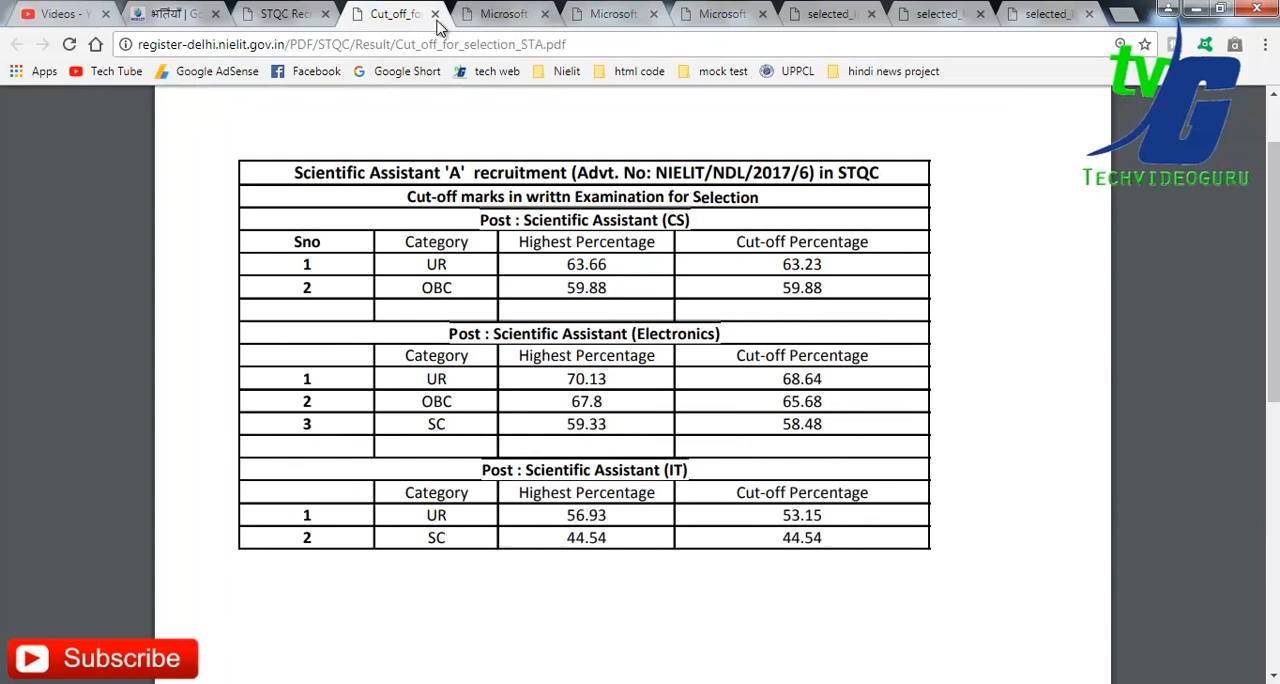 Videos - Y
भर्तियाँ | Go
STQC Rec
Cut_off_fo
Microsoft
Microsoft
Microsoft
selected_l
selected_l
selected_l
register-delhi.nielit.gov.in/PDF/STQC/Result/Cut_off_for_selection_STA.pdf
Apps
Tech Tube
Google AdSense
Facebook
Google Short
tech web
Nielit
html code
mock test
UPPCL
hindi news project
tv G
TECHVIDEOGURU
Scientific Assistant 'A' recruitment (Advt. No: NIELIT/NDL/2017/6) in STQC
Cut-off marks in writtn Examination for Selection
Post : Scientific Assistant (CS)
Sno Category Highest Percentage Cut-off Percentage
1 UR 63.66 63.23
2 OBC 59.88 59.88
Post : Scientific Assistant (Electronics)
Category Highest Percentage Cut-off Percentage
1 UR 70.13 68.64
2 OBC 67.8 65.68
3 SC 59.33 58.48
Post : Scientific Assistant (IT)
Category Highest Percentage Cut-off Percentage
1 UR 56.93 53.15
2 SC 44.54 44.54
Subscribe